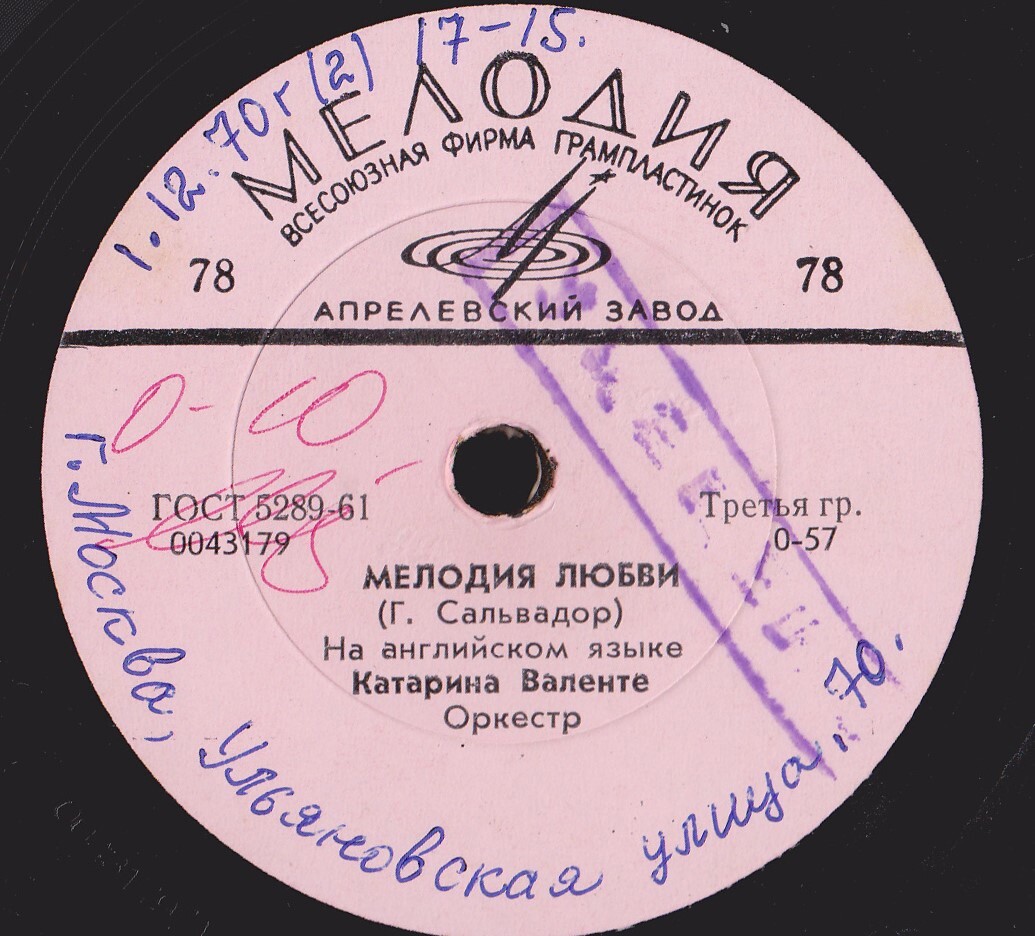 1.12.70г(2) 17-15.
МЕЛОДИЯ
ВСЕСОЮЗНАЯ ФИРМА ГРАМПЛАСТИНОК
78 78
АПРЕЛЕВСКИЙ ЗАВОД
0-60
ГОСТ 5289-61 Третья гр.
0043179 0-57
МЕЛОДИЯ ЛЮБВИ
(Г. Сальвадор)
На английском языке
Катарина Валенте
Оркестр
г. Москва, Ульяновская улица, 70.